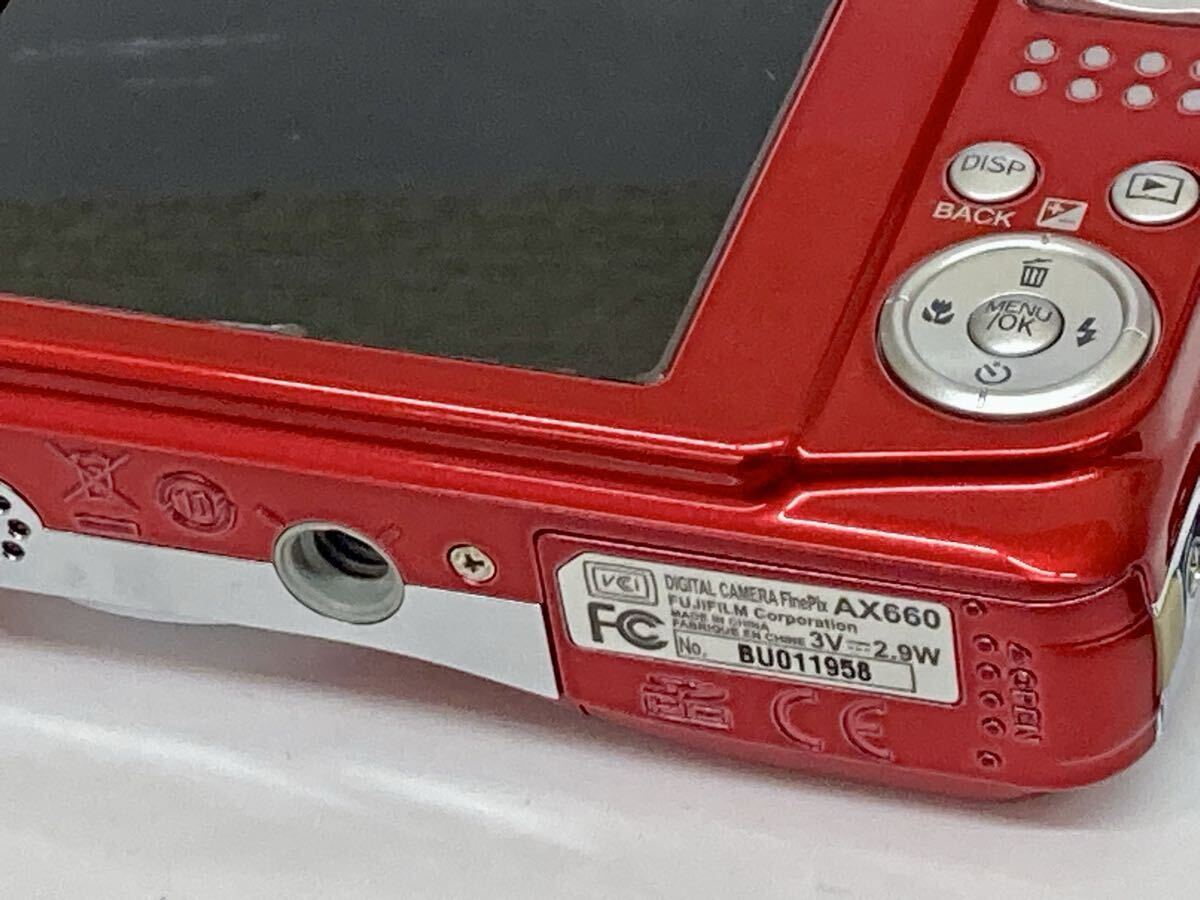 DISP
BACK
MENU
/OK
VCI
DIGITAL CAMERA FinePix AX660
FUJIFILM Corporation
MADE IN CHINA
FABRIQUE EN CHINE 3V⎓2.9W
FC
No. BU011958
OPEN
CE